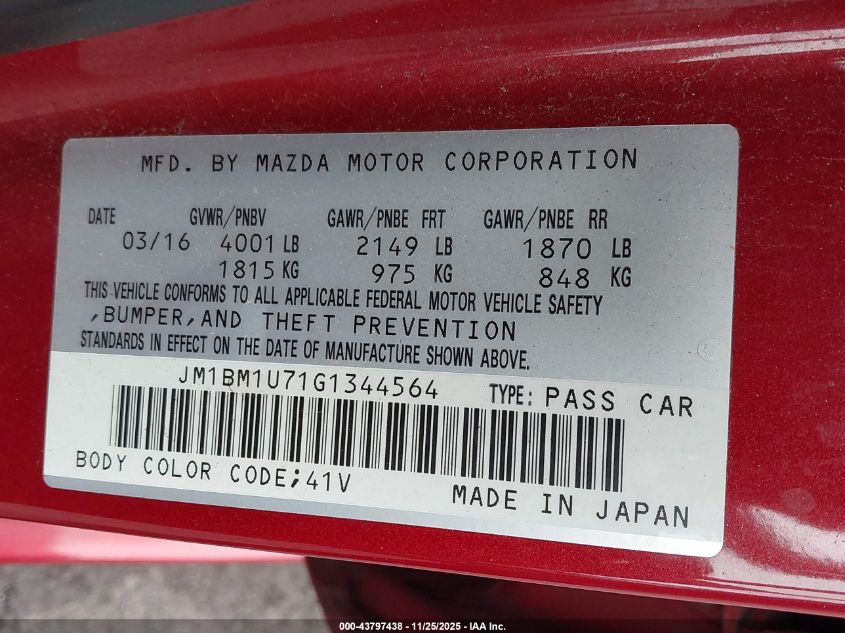 MFD. BY MAZDA MOTOR CORPORATION
DATE GVWR/PNBV GAWR/PNBE FRT GAWR/PNBE RR
03/16 4001 LB 2149 LB 1870 LB
1815 KG 975 KG 848 KG
THIS VEHICLE CONFORMS TO ALL APPLICABLE FEDERAL MOTOR VEHICLE SAFETY
,BUMPER,AND THEFT PREVENTION
STANDARDS IN EFFECT ON THE DATE OF MANUFACTURE SHOWN ABOVE.
JM1BM1U71G1344564 TYPE: PASS CAR
BODY COLOR CODE;41V
MADE IN JAPAN
000-43797438 - 11/25/2025 - IAA Inc.